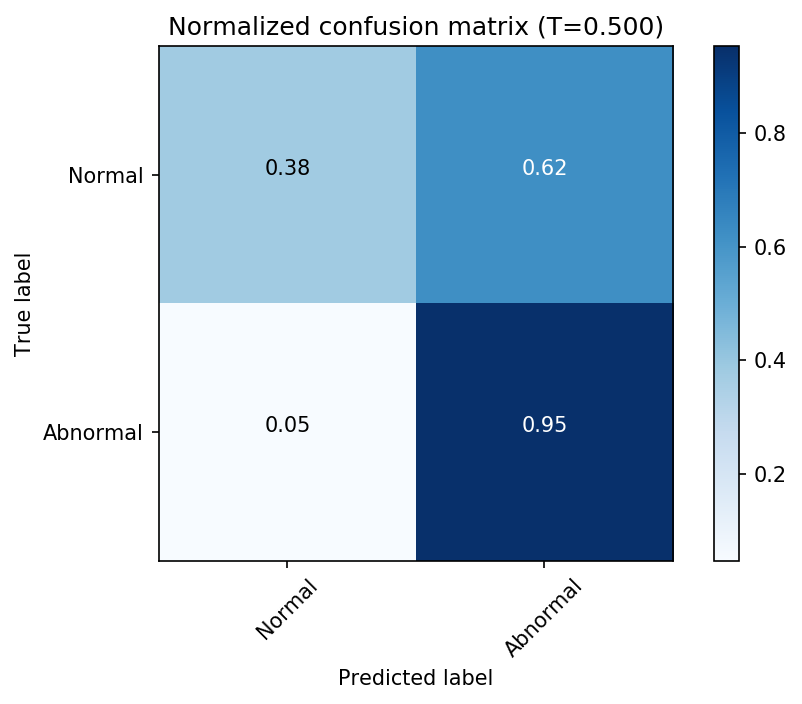 Normalized confusion matrix (T=0.500)
Normal
0.38
0.62
Abnormal
0.05
0.95
True label
Normal
Abnormal
Predicted label
0.8
0.6
0.4
0.2